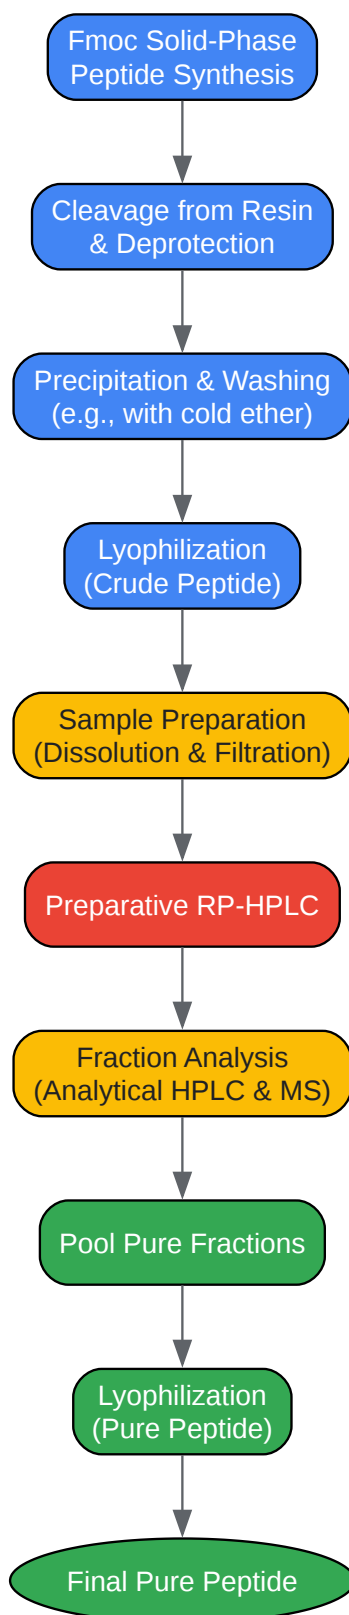 Fmoc Solid-Phase
Peptide Synthesis
Cleavage from Resin
& Deprotection
Precipitation & Washing
(e.g., with cold ether)
Lyophilization
(Crude Peptide)
Sample Preparation
(Dissolution & Filtration)
Preparative RP-HPLC
Fraction Analysis
(Analytical HPLC & MS)
Pool Pure Fractions
Lyophilization
(Pure Peptide)
Final Pure Peptide